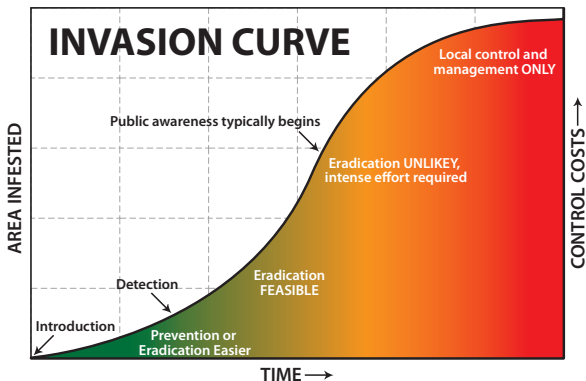 INVASION CURVE
Local control and
management ONLY
Public awareness typically begins
Eradication UNLIKELY,
intense effort required
Eradication
FEASIBLE
Detection
Introduction
Prevention or
Eradication Easier
AREA INFESTED
CONTROL COSTS
TIME